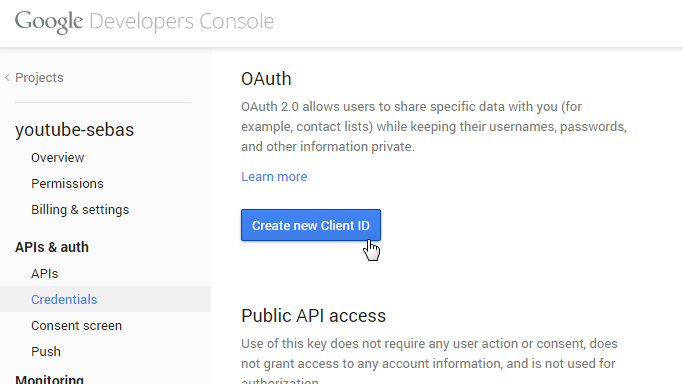 Google Developers Console
< Projects
youtube-sebas
Overview
Permissions
Billing & settings
APIs & auth
APIs
Credentials
Consent screen
Push
Monitoring
OAuth
OAuth 2.0 allows users to share specific data with you (for
example, contact lists) while keeping their usernames, passwords,
and other information private.
Learn more
Create new Client ID
Public API access
Use of this key does not require any user action or consent, does
not grant access to any account information, and is not used for
authorization.